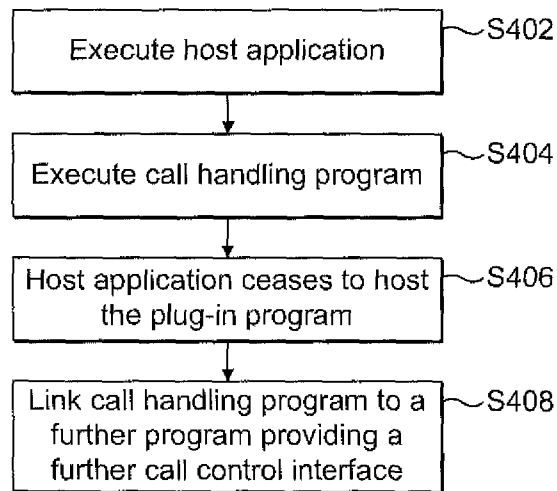 Execute host application
S402
Execute call handling program
S404
Host application ceases to host
the plug-in program
S406
Link call handling program to a
further program providing a
further call control interface
S408